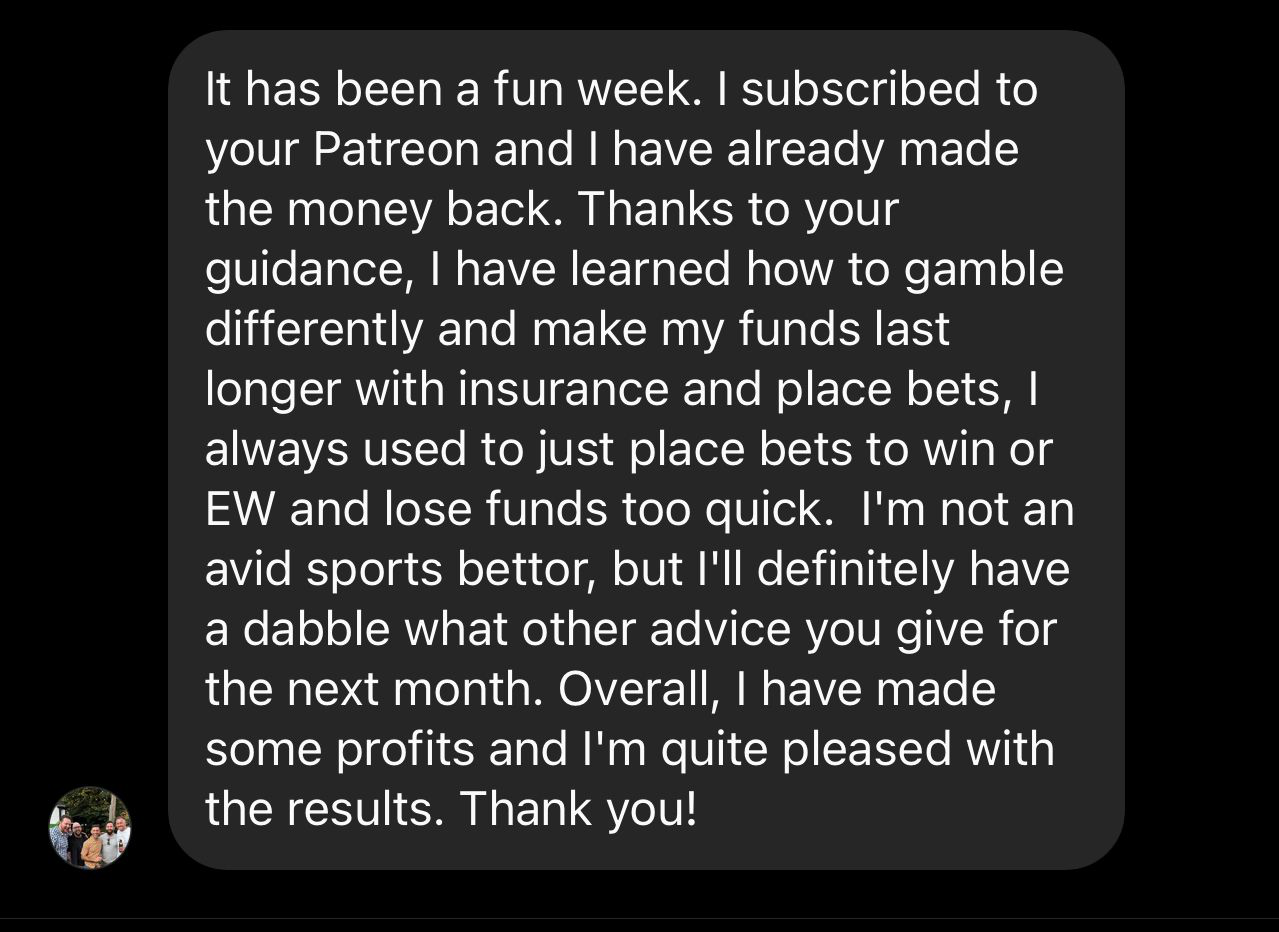 It has been a fun week. I subscribed to
your Patreon and I have already made
the money back. Thanks to your
guidance, I have learned how to gamble
differently and make my funds last
longer with insurance and place bets, I
always used to just place bets to win or
EW and lose funds too quick.  I'm not an
avid sports bettor, but I'll definitely have
a dabble what other advice you give for
the next month. Overall, I have made
some profits and I'm quite pleased with
the results. Thank you!